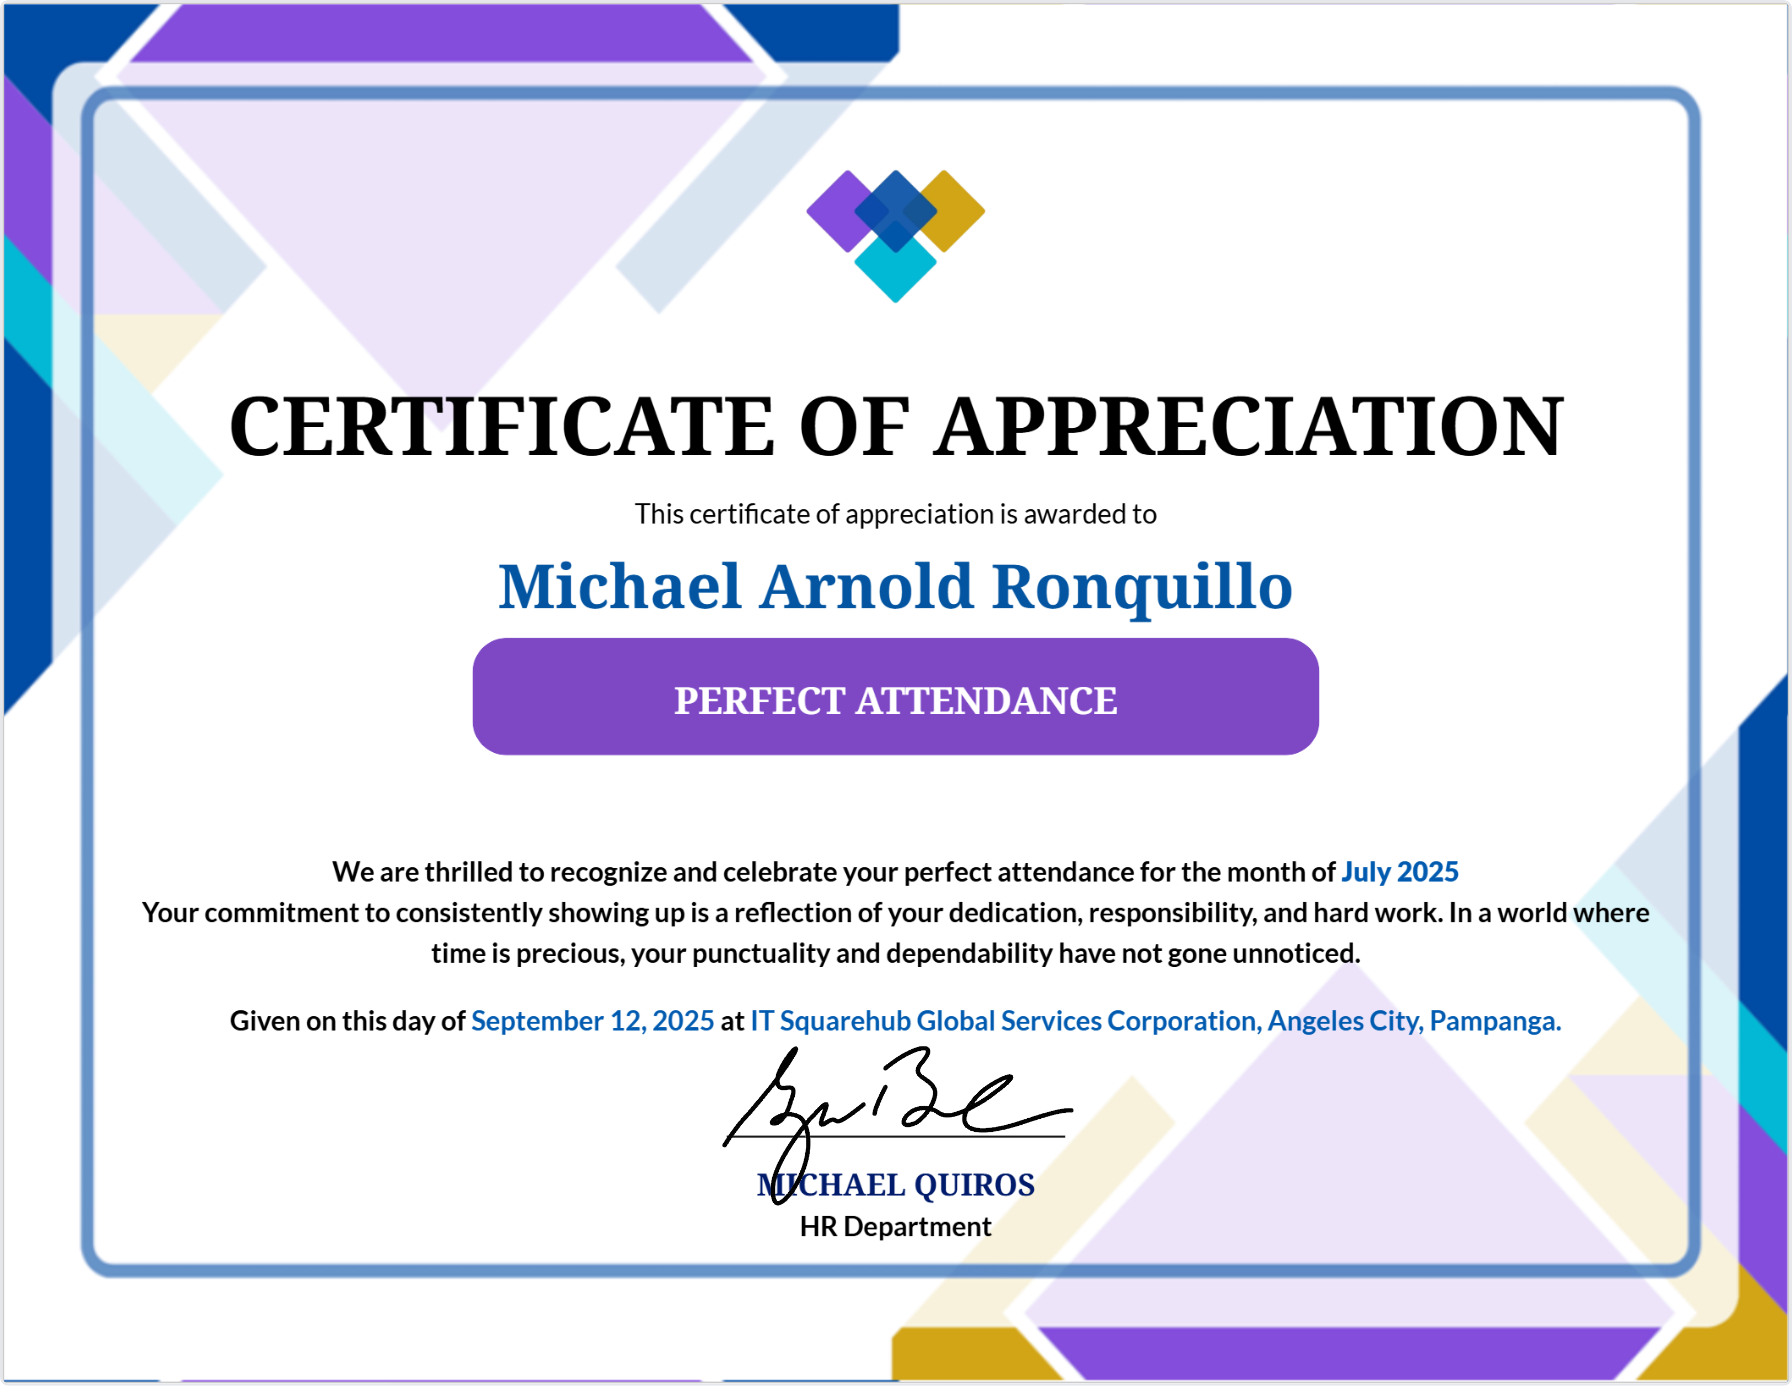 CERTIFICATE OF APPRECIATION
This certificate of appreciation is awarded to
Michael Arnold Ronquillo
PERFECT ATTENDANCE
We are thrilled to recognize and celebrate your perfect attendance for the month of July 2025
Your commitment to consistently showing up is a reflection of your dedication, responsibility, and hard work. In a world where
time is precious, your punctuality and dependability have not gone unnoticed.
Given on this day of September 12, 2025 at IT Squarehub Global Services Corporation, Angeles City, Pampanga.
MICHAEL QUIROS
HR Department